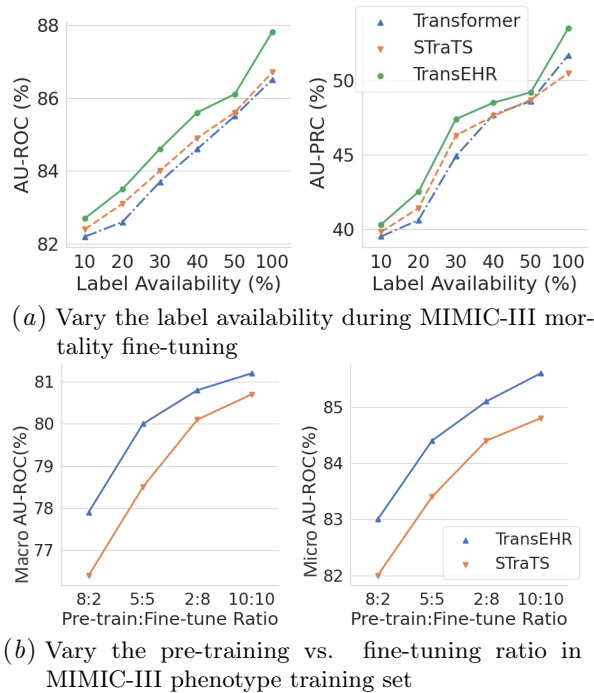 88
86
84
82
AU-ROC (%)
10 20 30 40 50 100
Label Availability (%)
Transformer
STraTS
TransEHR
50
45
40
AU-PRC (%)
10 20 30 40 50 100
Label Availability (%)
(a) Vary the label availability during MIMIC-III mor-
tality fine-tuning
81
80
79
78
77
Macro AU-ROC(%)
8:2 5:5 2:8 10:10
Pre-train:Fine-tune Ratio
85
84
83
82
Micro AU-ROC(%)
TransEHR
STraTS
8:2 5:5 2:8 10:10
Pre-train:Fine-tune Ratio
(b) Vary the pre-training vs. fine-tuning ratio in
MIMIC-III phenotype training set